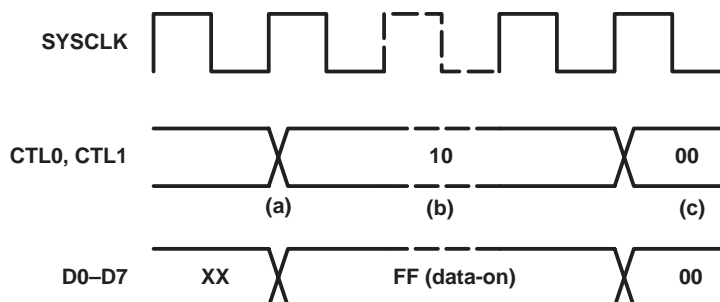 SYSCLK
CTL0, CTL1
10
00
(a)
(b)
(c)
D0–D7
XX
FF (data-on)
00